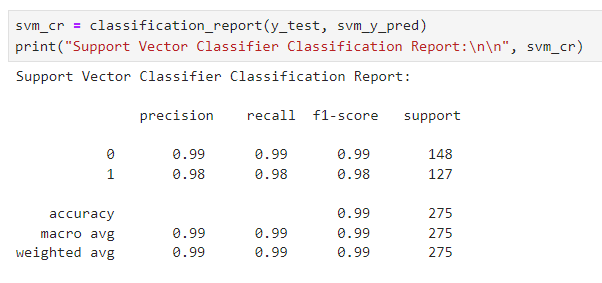 svm_cr = classification_report(y_test, svm_y_pred)
print("Support Vector Classifier Classification Report:\n\n", svm_cr)
Support Vector Classifier Classification Report:
precision recall f1-score support
0 0.99 0.99 0.99 148
1 0.98 0.98 0.98 127
accuracy 0.99 275
macro avg 0.99 0.99 0.99 275
weighted avg 0.99 0.99 0.99 275